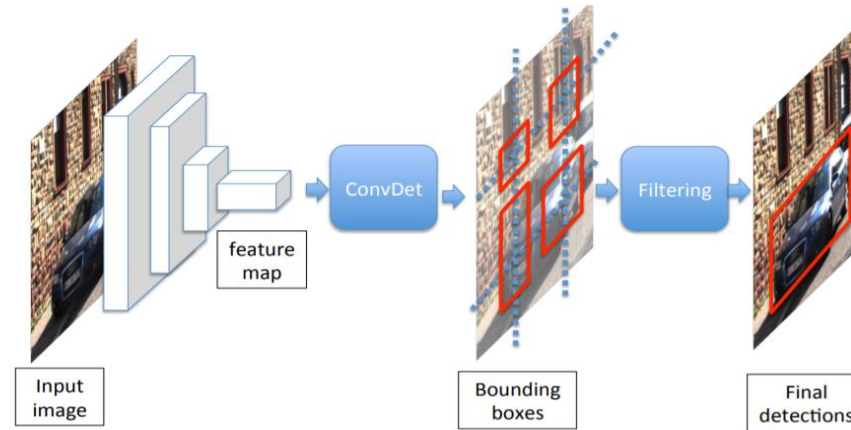 feature
map
ConvDet
Filtering
Input
image
Bounding
boxes
Final
detections